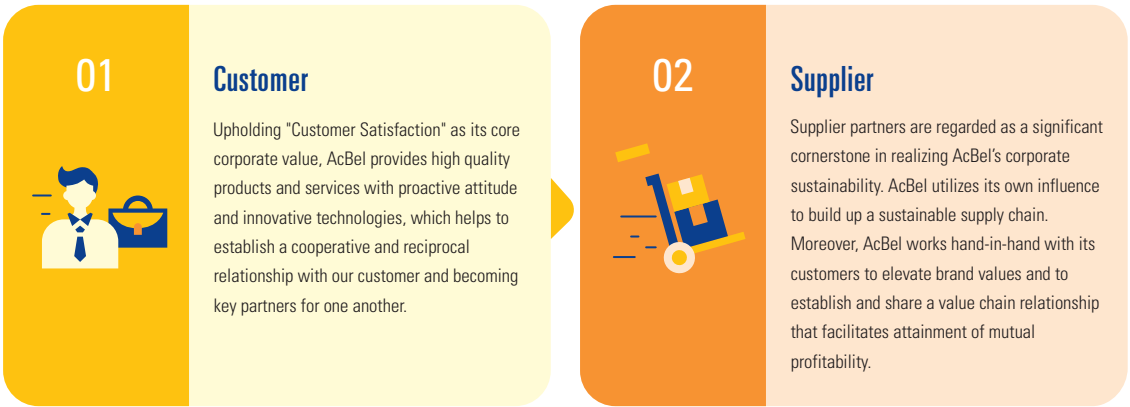 01
Customer
Upholding "Customer Satisfaction" as its core
corporate value, AcBel provides high quality
products and services with proactive attitude
and innovative technologies, which helps to
establish a cooperative and reciprocal
relationship with our customer and becoming
key partners for one another.
02
Supplier
Supplier partners are regarded as a significant
cornerstone in realizing AcBel’s corporate
sustainability. AcBel utilizes its own influence
to build up a sustainable supply chain.
Moreover, AcBel works hand-in-hand with its
customers to elevate brand values and to
establish and share a value chain relationship
that facilitates attainment of mutual
profitability.